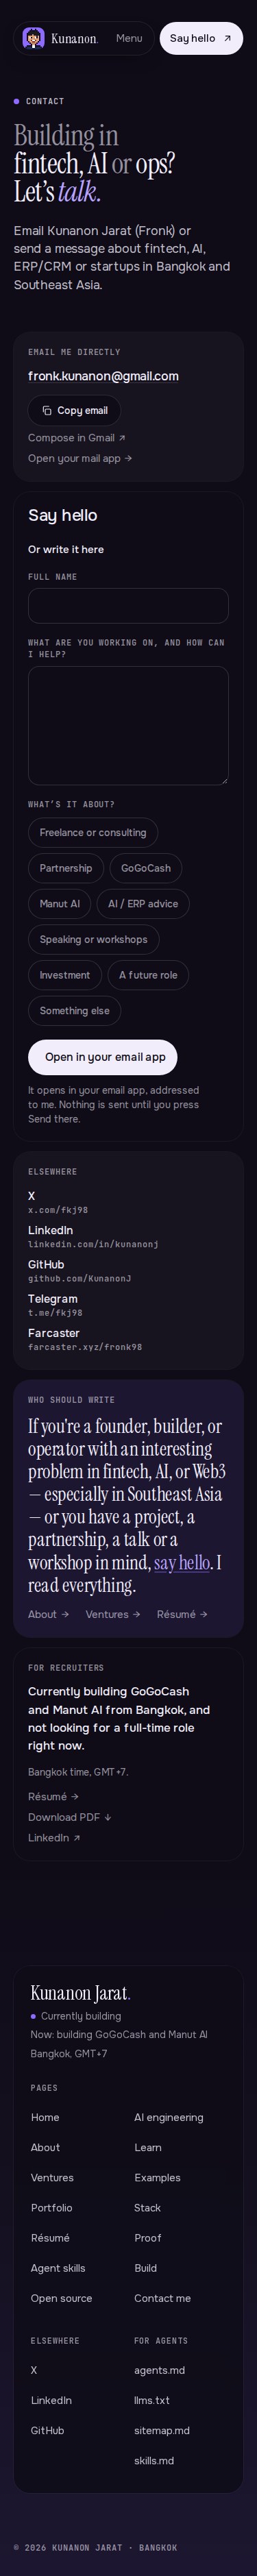 Kunanon.
Menu
Say hello ↗
CONTACT
Building in
fintech, AI or ops?
Let's talk.
Email Kunanon Jarat (Fronk) or
send a message about fintech, AI,
ERP/CRM or startups in Bangkok and
Southeast Asia.
EMAIL ME DIRECTLY
fronk.kunanon@gmail.com
Copy email
Compose in Gmail ↗
Open your mail app →
Say hello
Or write it here
FULL NAME
WHAT ARE YOU WORKING ON, AND HOW CAN
I HELP?
WHAT'S IT ABOUT?
Freelance or consulting
Partnership
GoGoCash
Manut AI
AI / ERP advice
Speaking or workshops
Investment
A future role
Something else
Open in your email app
It opens in your email app, addressed
to me. Nothing is sent until you press
Send there.
ELSEWHERE
X
x.com/fkj98
LinkedIn
linkedin.com/in/kunanonj
GitHub
github.com/KunanonJ
Telegram
t.me/fkj98
Farcaster
farcaster.xyz/fronk98
WHO SHOULD WRITE
If you're a founder, builder, or
operator with an interesting
problem in fintech, AI, or Web3
— especially in Southeast Asia
— or you have a project, a
partnership, a talk or a
workshop in mind, say hello. I
read everything.
About →
Ventures →
Résumé →
FOR RECRUITERS
Currently building GoGoCash
and Manut AI from Bangkok, and
not looking for a full-time role
right now.
Bangkok time, GMT+7.
Résumé →
Download PDF ↓
LinkedIn ↗
Kunanon Jarat.
Currently building
Now: building GoGoCash and Manut AI
Bangkok, GMT+7
PAGES
Home
AI engineering
About
Learn
Ventures
Examples
Portfolio
Stack
Résumé
Proof
Agent skills
Build
Open source
Contact me
ELSEWHERE
FOR AGENTS
X
agents.md
LinkedIn
llms.txt
GitHub
sitemap.md
skills.md
© 2026 KUNANON JARAT · BANGKOK